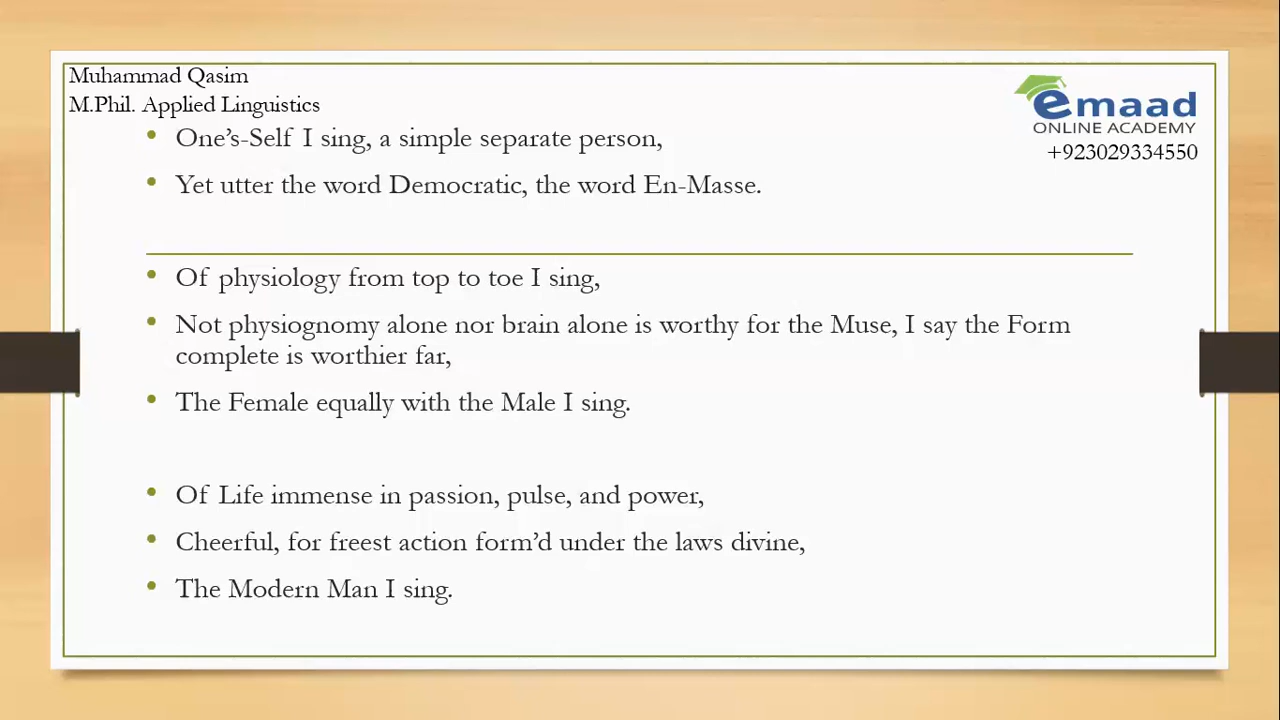 Muhammad Qasim
M.Phil. Applied Linguistics
emaad
ONLINE ACADEMY
+923029334550
• One’s-Self I sing, a simple separate person,
• Yet utter the word Democratic, the word En-Masse.
• Of physiology from top to toe I sing,
• Not physiognomy alone nor brain alone is worthy for the Muse, I say the Form
complete is worthier far,
• The Female equally with the Male I sing.
• Of Life immense in passion, pulse, and power,
• Cheerful, for freest action form’d under the laws divine,
• The Modern Man I sing.